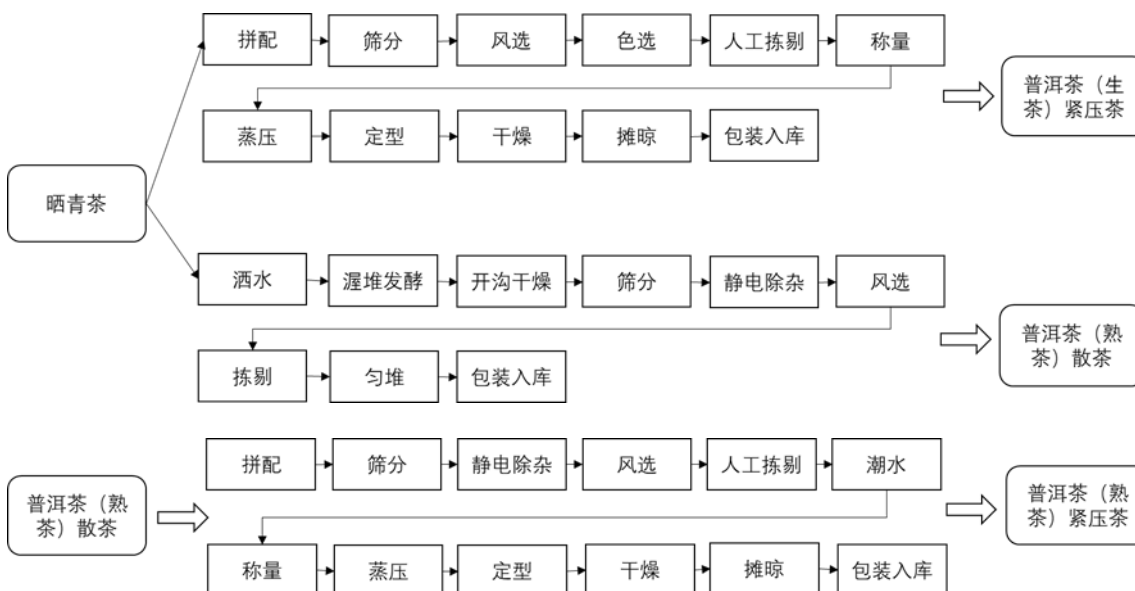 拼配
筛分
风选
色选
人工拣剔
称量
蒸压
定型
干燥
摊晾
包装入库
普洱茶（生
茶）紧压茶
晒青茶
洒水
渥堆发酵
开沟干燥
筛分
静电除杂
风选
拣剔
匀堆
包装入库
普洱茶（熟
茶）散茶
普洱茶（熟
茶）散茶
拼配
筛分
静电除杂
风选
人工拣剔
潮水
称量
蒸压
定型
干燥
摊晾
包装入库
普洱茶（熟
茶）紧压茶